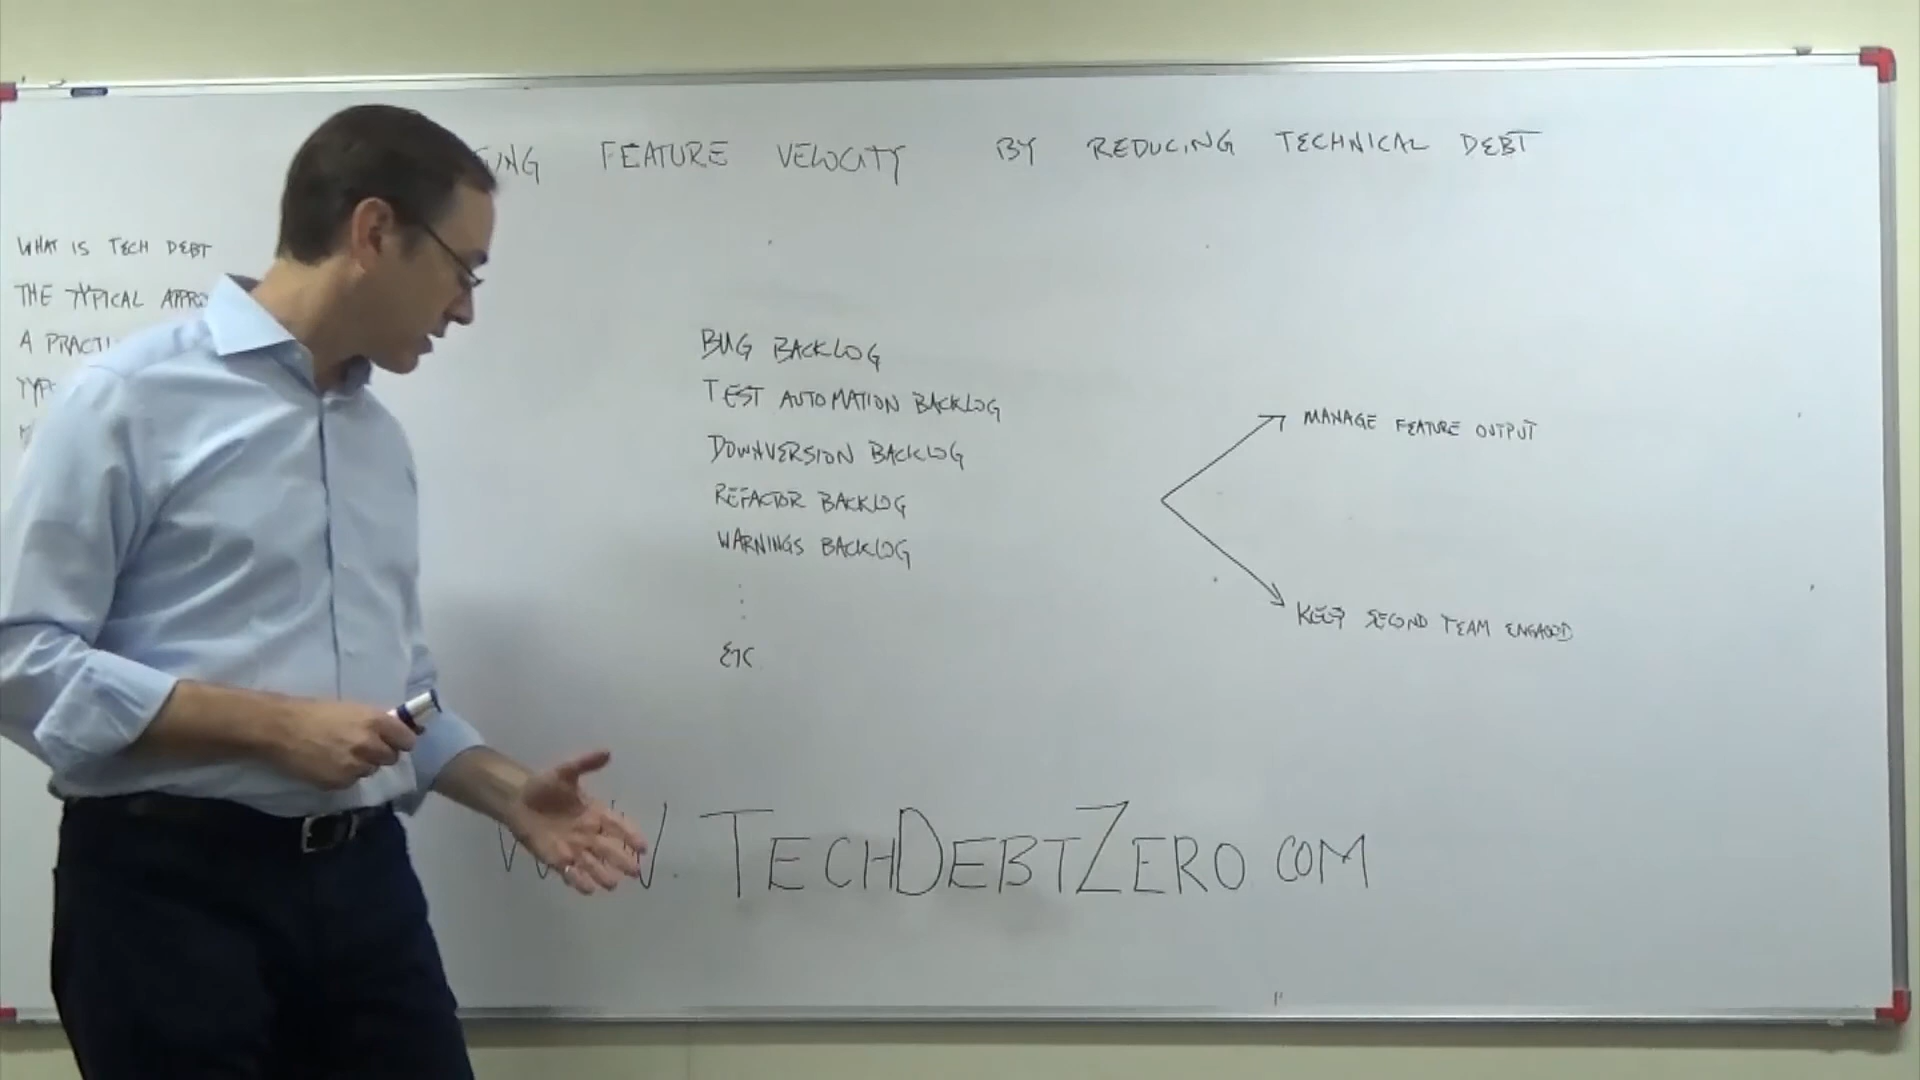 FEATURE VELOCITY BY REDUCING TECHNICAL DEBT
WHAT IS TECH DEBT
THE TYPICAL
A
BUG BACKLOG
TEST AUTOMATION BACKLOG
DOWNVERSION BACKLOG
REFACTOR BACKLOG
WARNINGS BACKLOG
ETC
MANAGE FEATURE OUTPUT
KEEP SECOND TEAM ENGAGED
TECHDEBTZERO COM